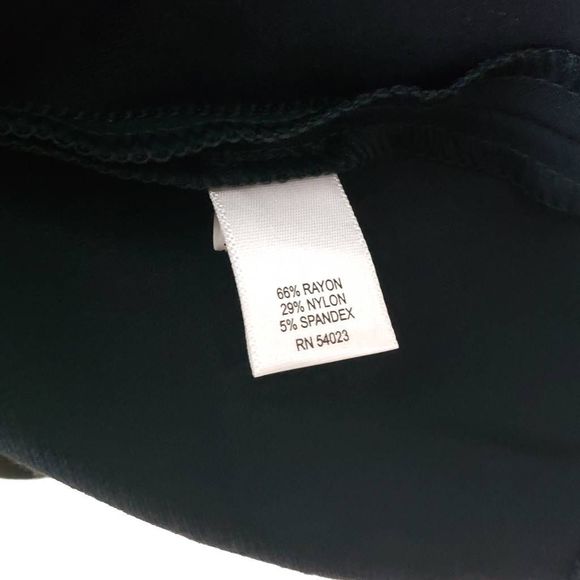 66% RAYON
29% NYLON
5% SPANDEX
RN 54023